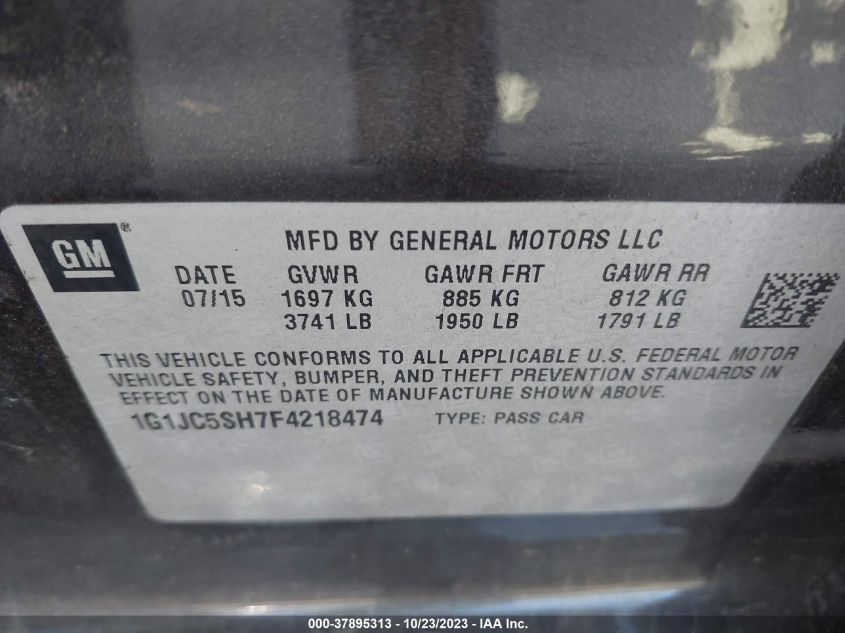 GM®
MFD BY GENERAL MOTORS LLC
DATE GVWR GAWR FRT GAWR RR
07/15 1697 KG 885 KG 812 KG
3741 LB 1950 LB 1791 LB
THIS VEHICLE CONFORMS TO ALL APPLICABLE U.S. FEDERAL MOTOR
VEHICLE SAFETY, BUMPER, AND THEFT PREVENTION STANDARDS IN
EFFECT ON THE DATE OF MANUFACTURE SHOWN ABOVE.
1G1JC5SH7F4218474 TYPE: PASS CAR
000-37895313 - 10/23/2023 - IAA Inc.